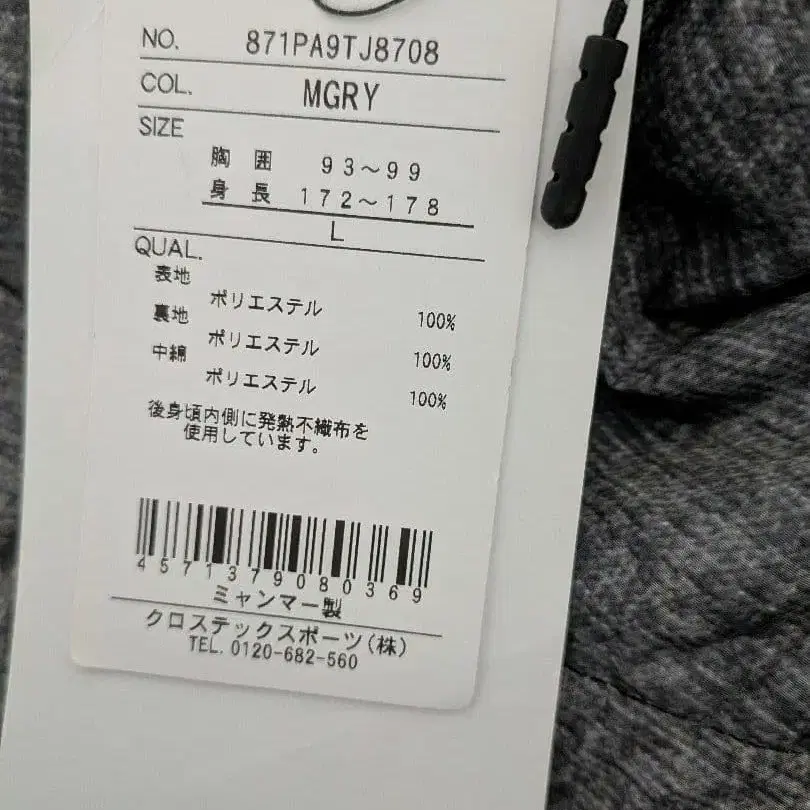 NO. 871PA9TJ8708
COL. MGRY
SIZE
胸囲 93～99
身長 172～178
L
QUAL.
表地
ポリエステル 100%
裏地
ポリエステル 100%
中綿
ポリエステル 100%
後身頃内側に発熱不織布を
使用しています。
4571379080369
ミャンマー製
クロステックスポーツ(株)
TEL. 0120-682-560